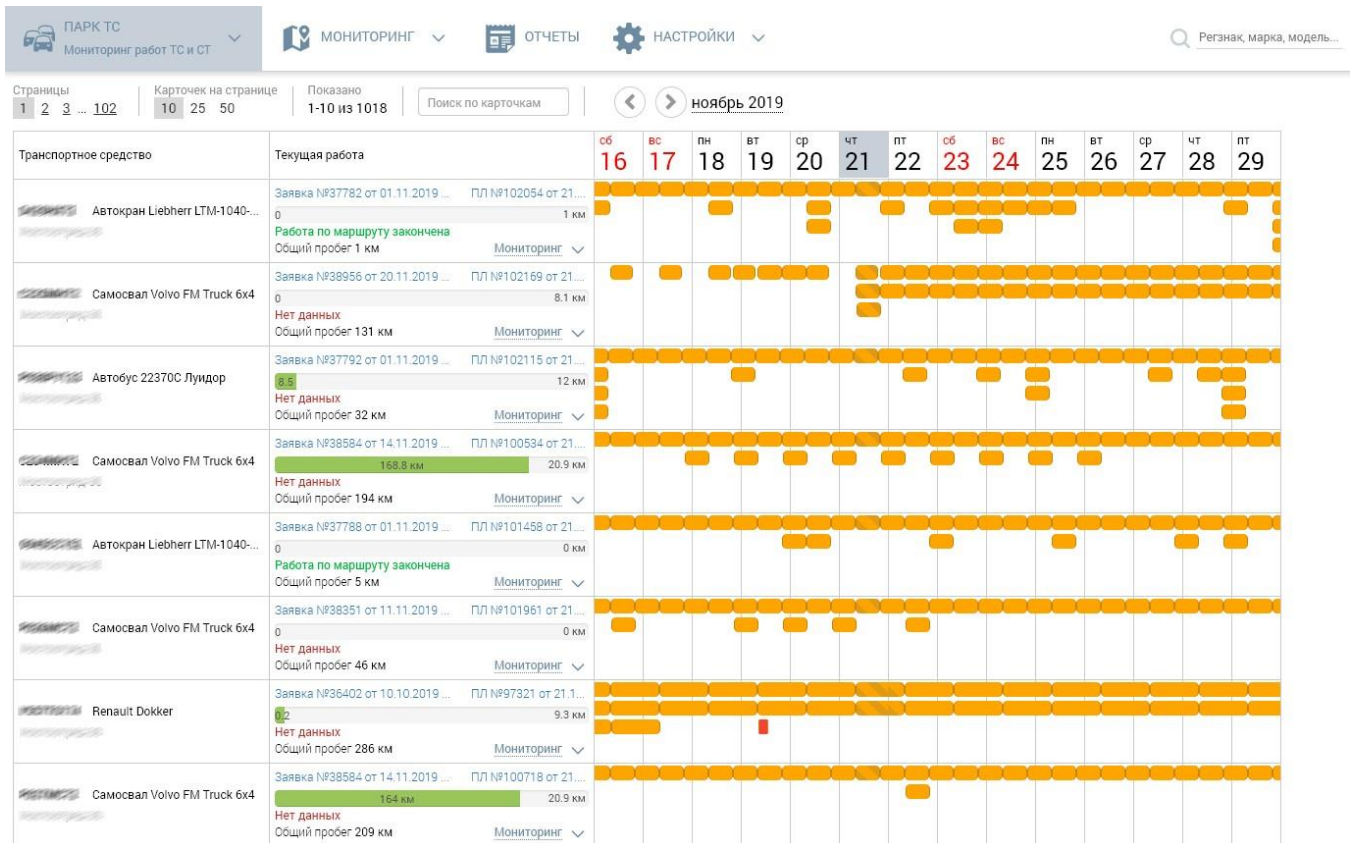 ПАРК ТС
Мониторинг работ ТС и СТ
МОНИТОРИНГ
ОТЧЕТЫ
НАСТРОЙКИ
Регзнак, марка, модель...
Страницы
1 2 3 ... 102
Карточек на странице
10 25 50
Показано
1-10 из 1018
Поиск по карточкам
ноябрь 2019
Транспортное средство
Текущая работа
сб вс пн вт ср чт пт сб вс пн вт ср чт пт
16 17 18 19 20 21 22 23 24 25 26 27 28 29
Автокран Liebherr LTM-1040-...
Заявка №37782 от 01.11.2019 ... ПЛ №102054 от 21....
0 1 км
Работа по маршруту закончена
Общий пробег 1 км Мониторинг
Самосвал Volvo FM Truck 6x4
Заявка №38956 от 20.11.2019 ... ПЛ №102169 от 21....
0 8.1 км
Нет данных
Общий пробег 131 км Мониторинг
Автобус 22370С Луидор
Заявка №37792 от 01.11.2019 ... ПЛ №102115 от 21....
8.5 12 км
Нет данных
Общий пробег 32 км Мониторинг
Самосвал Volvo FM Truck 6x4
Заявка №38584 от 14.11.2019 ... ПЛ №100534 от 21....
168.8 км 20.9 км
Нет данных
Общий пробег 194 км Мониторинг
Автокран Liebherr LTM-1040-...
Заявка №37788 от 01.11.2019 ... ПЛ №101458 от 21....
0 0 км
Работа по маршруту закончена
Общий пробег 5 км Мониторинг
Самосвал Volvo FM Truck 6x4
Заявка №38351 от 11.11.2019 ... ПЛ №101961 от 21....
0 0 км
Нет данных
Общий пробег 46 км Мониторинг
Renault Dokker
Заявка №36402 от 10.10.2019 ... ПЛ №97321 от 21.1...
0.2 9.3 км
Нет данных
Общий пробег 286 км Мониторинг
Самосвал Volvo FM Truck 6x4
Заявка №38584 от 14.11.2019 ... ПЛ №100718 от 21....
164 км 20.9 км
Нет данных
Общий пробег 209 км Мониторинг